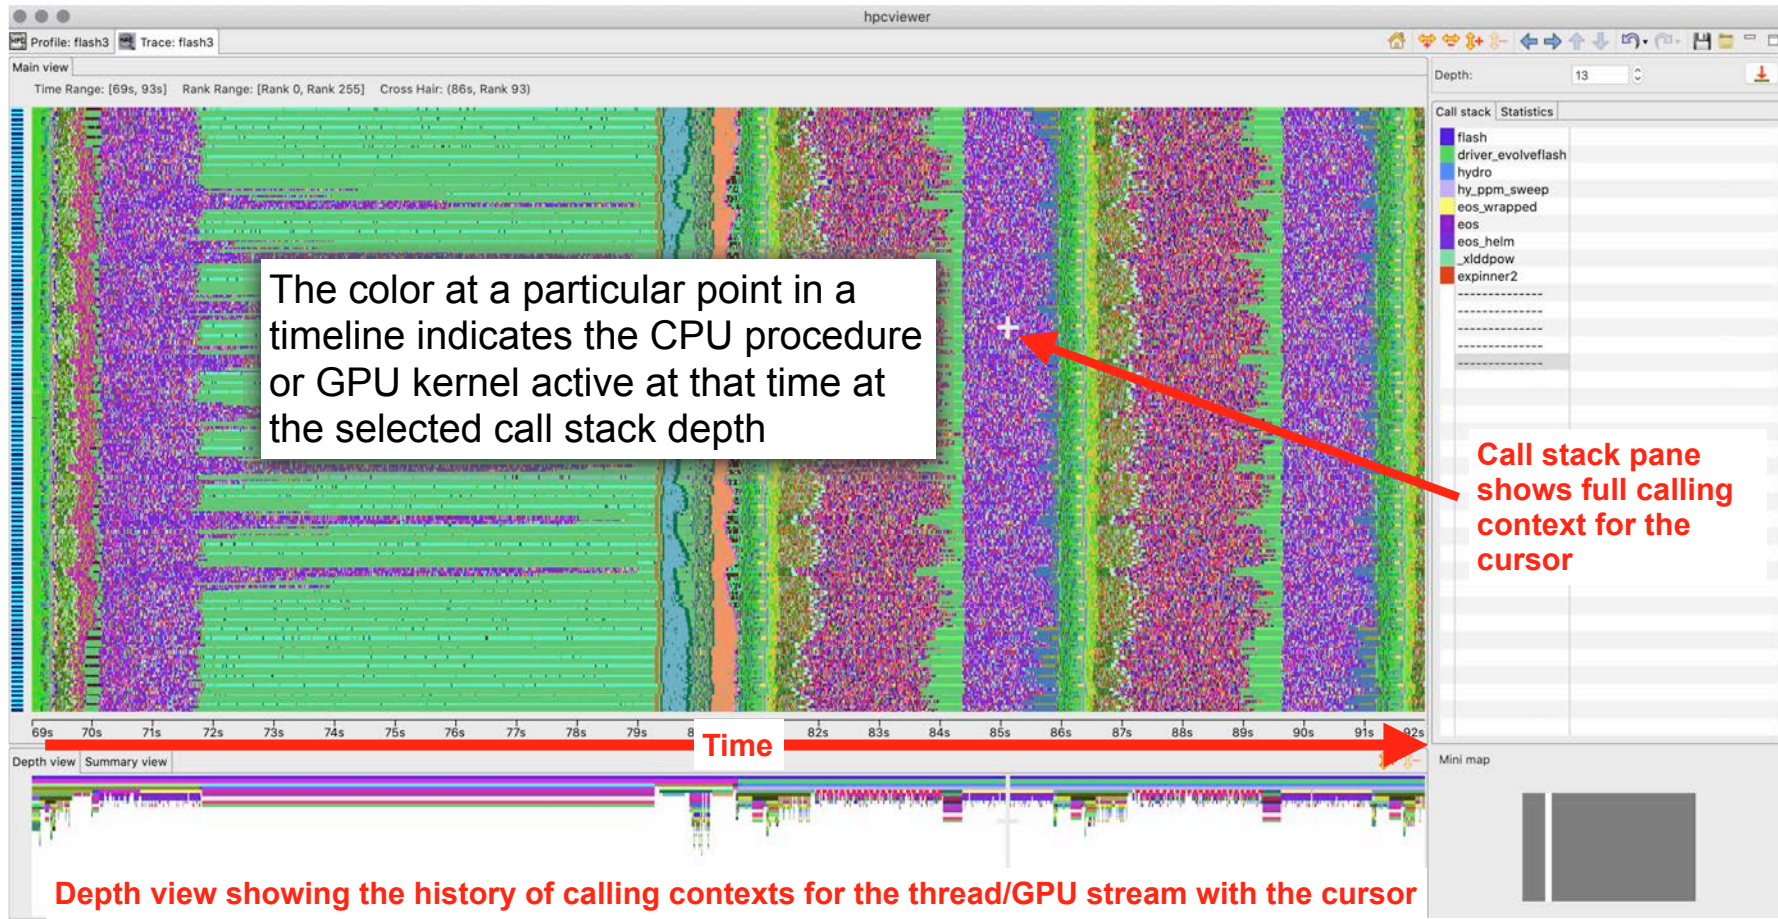 hpcviewer
Profile: flash3 Trace: flash3
Main view
Time Range: [69s, 93s] Rank Range: [Rank 0, Rank 255] Cross Hair: (86s, Rank 93)
Depth: 13
Call stack Statistics
flash
driver_evolveflash
hydro
hy_ppm_sweep
eos_wrapped
eos
eos_helm
_xlddpow
expinner2
--------------
--------------
--------------
--------------
--------------
The color at a particular point in a
timeline indicates the CPU procedure
or GPU kernel active at that time at
the selected call stack depth
Call stack pane
shows full calling
context for the
cursor
69s 70s 71s 72s 73s 74s 75s 76s 77s 78s 79s 82s 83s 84s 85s 86s 87s 88s 89s 90s 91s 92s
Time
Depth view Summary view
Mini map
Depth view showing the history of calling contexts for the thread/GPU stream with the cursor